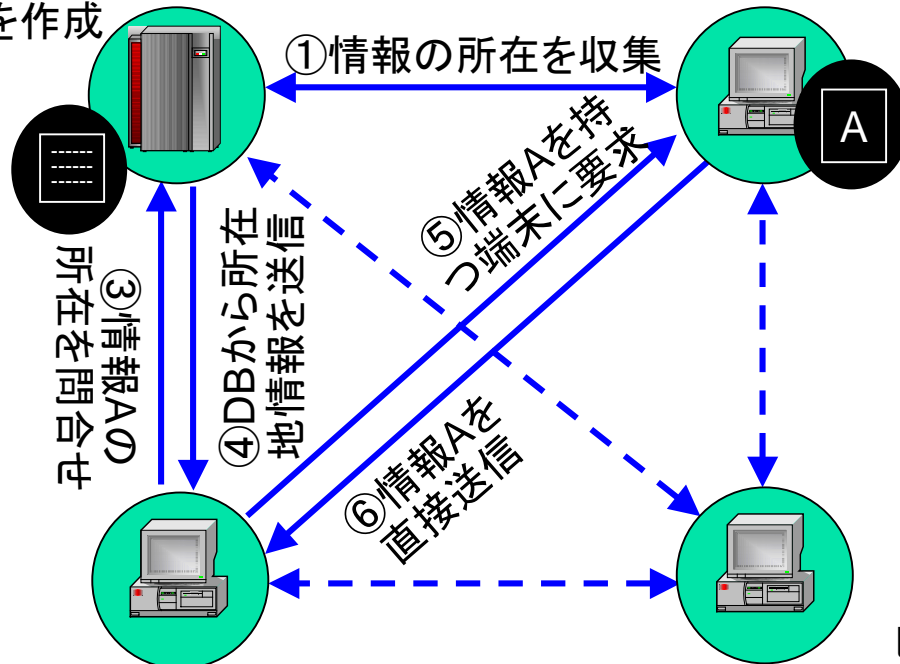 を作成
①情報の所在を収集
A
⑤情報Aを持
つ端末に要求
③情報Aの
所在を問合せ
④DBから所在
地情報を送信
⑥情報Aを
直接送信